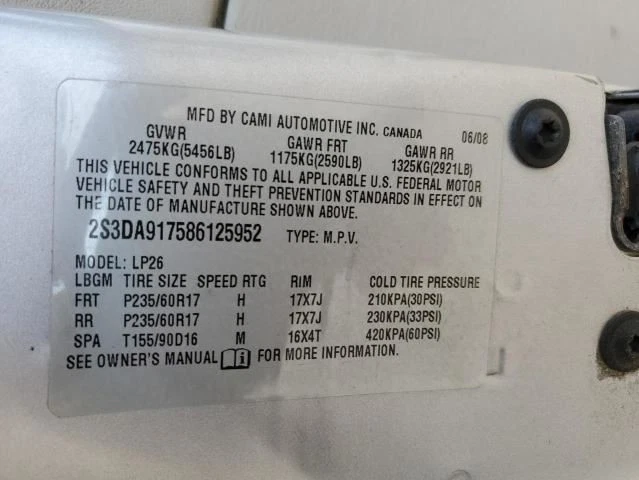 MFD BY CAMI AUTOMOTIVE INC. CANADA 06/08
GVWR GAWR FRT GAWR RR
2475KG(5456LB) 1175KG(2590LB) 1325KG(2921LB)
THIS VEHICLE CONFORMS TO ALL APPLICABLE U.S. FEDERAL MOTOR
VEHICLE SAFETY AND THEFT PREVENTION STANDARDS IN EFFECT ON
THE DATE OF MANUFACTURE SHOWN ABOVE.
2S3DA917586125952 TYPE: M.P.V.
MODEL: LP26
LBGM TIRE SIZE SPEED RTG RIM COLD TIRE PRESSURE
FRT P235/60R17 H 17X7J 210KPA(30PSI)
RR P235/60R17 H 17X7J 230KPA(33PSI)
SPA T155/90D16 M 16X4T 420KPA(60PSI)
SEE OWNER'S MANUAL i FOR MORE INFORMATION.